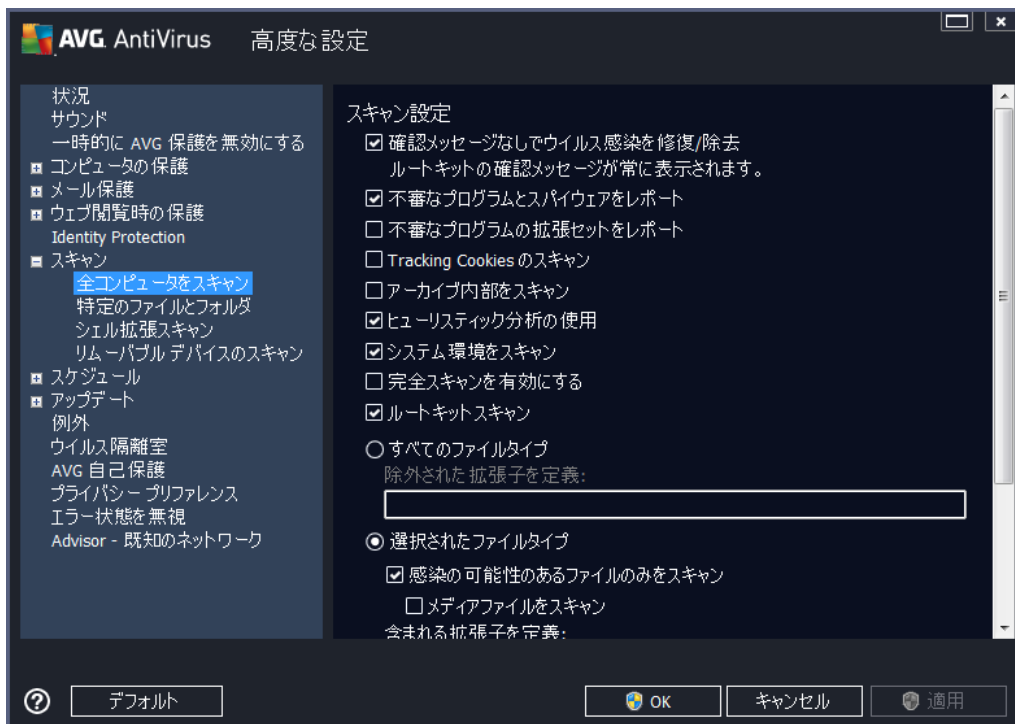 AVG AntiVirus 高度な設定
状況
サウンド
一時的に AVG 保護を無効にする
コンピュータの保護
メール保護
ウェブ閲覧時の保護
Identity Protection
スキャン
全コンピュータをスキャン
特定のファイルとフォルダ
シェル拡張スキャン
リムーバブル デバイスのスキャン
スケジュール
アップデート
例外
ウイルス隔離室
AVG 自己保護
プライバシー プリファレンス
エラー状態を無視
Advisor - 既知のネットワーク
スキャン設定
確認メッセージなしでウイルス感染を修復/除去
ルートキットの確認メッセージが常に表示されます。
不審なプログラムとスパイウェアをレポート
不審なプログラムの拡張セットをレポート
Tracking Cookies のスキャン
アーカイブ内部をスキャン
ヒューリスティック分析の使用
システム環境をスキャン
完全スキャンを有効にする
ルートキットスキャン
すべてのファイルタイプ
除外された拡張子を定義:
選択されたファイルタイプ
感染の可能性のあるファイルのみをスキャン
メディアファイルをスキャン
含まれる拡張子を定義:
デフォルト
OK
キャンセル
適用